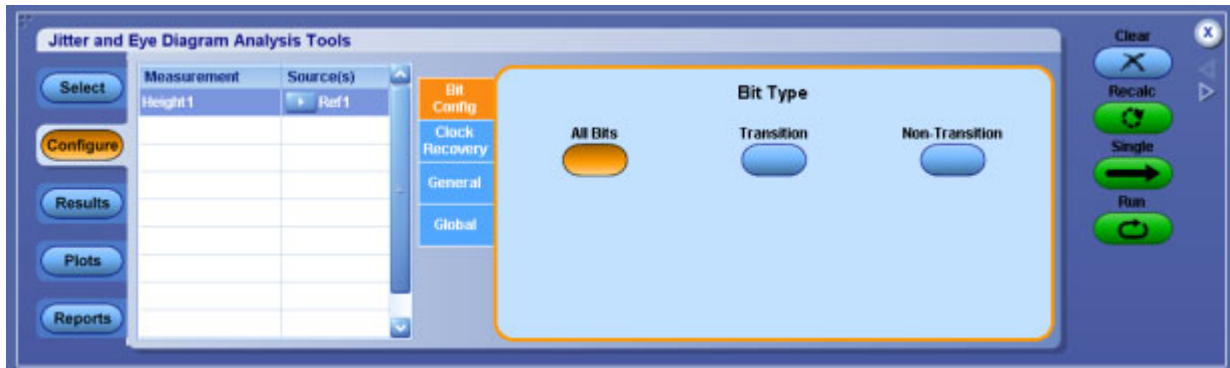 Jitter and Eye Diagram Analysis Tools
Select
Configure
Results
Plots
Reports
Measurement Source(s)
Height1 Ref1
Bit Config
Clock Recovery
General
Global
Bit Type
All Bits Transition Non-Transition
Clear
X
Recalc
Single
Run